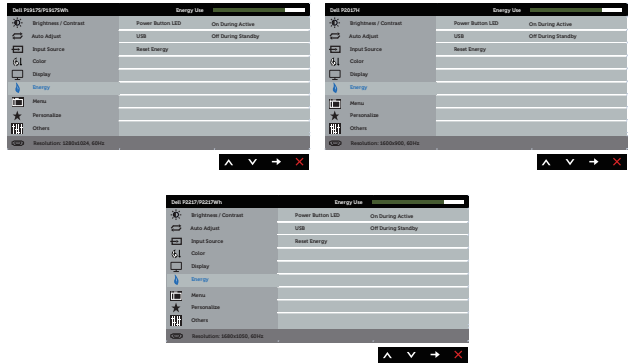 Dell P1917S/P1917SWh Energy Use
Brightness / Contrast Power Button LED On During Active
Auto Adjust USB Off During Standby
Input Source Reset Energy
Color
Display
Energy
Menu
Personalize
Others
Resolution: 1280x1024, 60Hz
Dell P2017H Energy Use
Brightness / Contrast Power Button LED On During Active
Auto Adjust USB Off During Standby
Input Source Reset Energy
Color
Display
Energy
Menu
Personalize
Others
Resolution: 1600x900, 60Hz
Dell P2217/P2217Wh Energy Use
Brightness / Contrast Power Button LED On During Active
Auto Adjust USB Off During Standby
Input Source Reset Energy
Color
Display
Energy
Menu
Personalize
Others
Resolution: 1680x1050, 60Hz